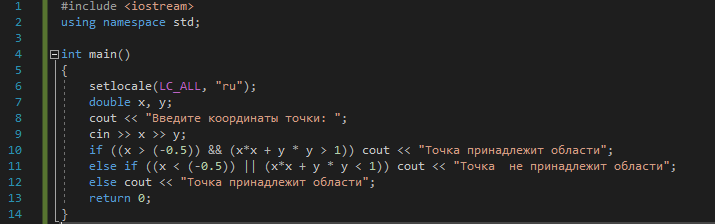 1 #include <iostream>
2 using namespace std;
3
4 int main()
5 {
6 setlocale(LC_ALL, "ru");
7 double x, y;
8 cout << "Введите координаты точки: ";
9 cin >> x >> y;
10 if ((x > (-0.5)) && (x*x + y * y > 1)) cout << "Точка принадлежит области";
11 else if ((x < (-0.5)) || (x*x + y * y < 1)) cout << "Точка  не принадлежит области";
12 else cout << "Точка принадлежит области";
13 return 0;
14 }